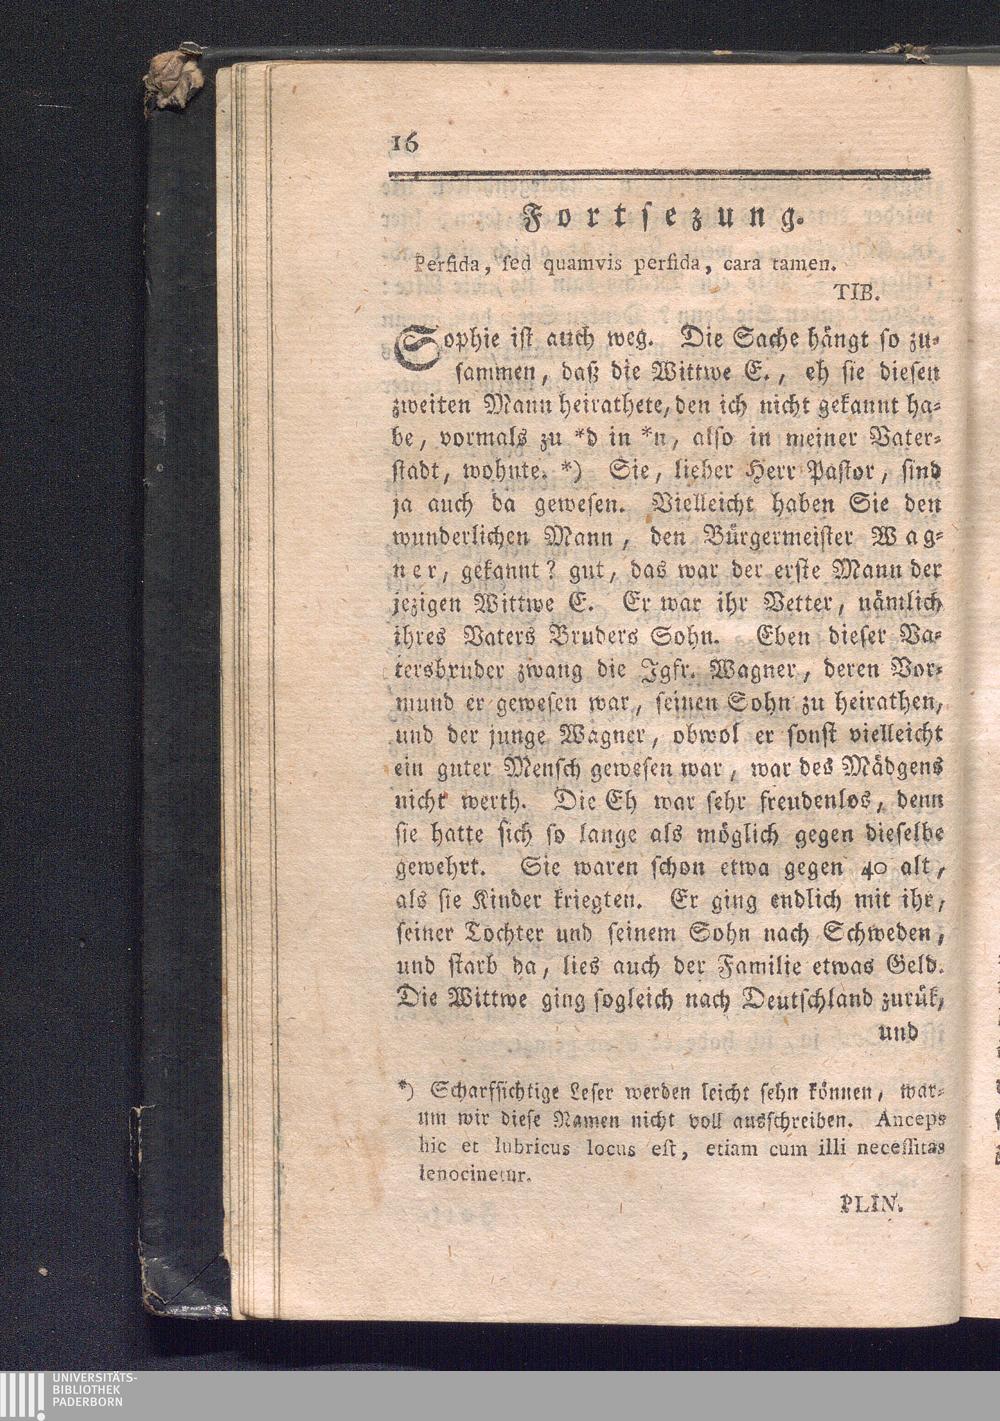 16
Fortsezung.
Perfida, sed quamvis perfida, cara tamen.
TIB.
Sophie ist auch weg. Die Sache hängt so zu-
sammen, daß die Wittwe E., eh sie diesen
zweiten Mann heirathete, den ich nicht gekannt ha-
be, vormals zu *d in *n, also in meiner Vater-
stadt, wohnte. *) Sie, lieber Herr Pastor, sind
ja auch da gewesen. Vielleicht haben Sie den
wunderlichen Mann, den Bürgermeister Wag-
ner, gekannt? gut, das war der erste Mann der
jezigen Wittwe E. Er war ihr Vetter, nämlich
ihres Vaters Bruders Sohn. Eben dieser Va-
tersbruder zwang die Jgfr. Wagner, deren Vor-
mund er gewesen war, seinen Sohn zu heirathen,
und der junge Wagner, obwol er sonst vielleicht
ein guter Mensch gewesen war, war des Mädgens
nicht werth. Die Eh war sehr freudenlos, denn
sie hatte sich so lange als möglich gegen dieselbe
gewehrt. Sie waren schon etwa gegen 40 alt,
als sie Kinder kriegten. Er ging endlich mit ihr,
seiner Tochter und seinem Sohn nach Schweden,
und starb da, lies auch der Familie etwas Geld.
Die Wittwe ging sogleich nach Deutschland zurük,
und
*) Scharfsichtige Leser werden leicht sehn können, war-
um wir diese Namen nicht voll ausschreiben. Anceps
hic et lubricus locus est, etiam cum illi necessitas
lenocinetur.
PLIN.
UNIVERSITÄTS-
BIBLIOTHEK
PADERBORN